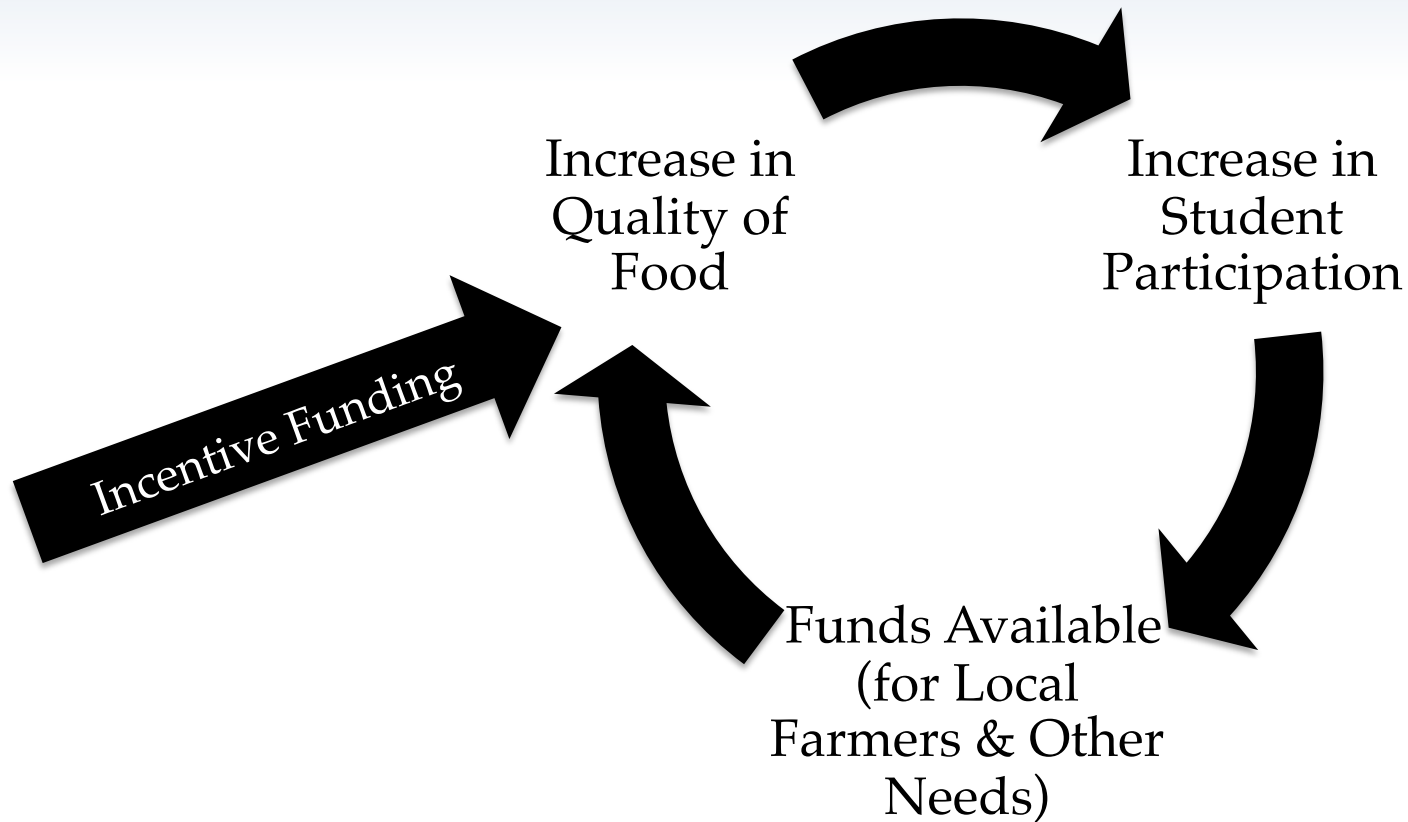 Increase in
Quality of
Food
Increase in
Student
Participation
Incentive Funding
Funds Available
(for Local
Farmers & Other
Needs)